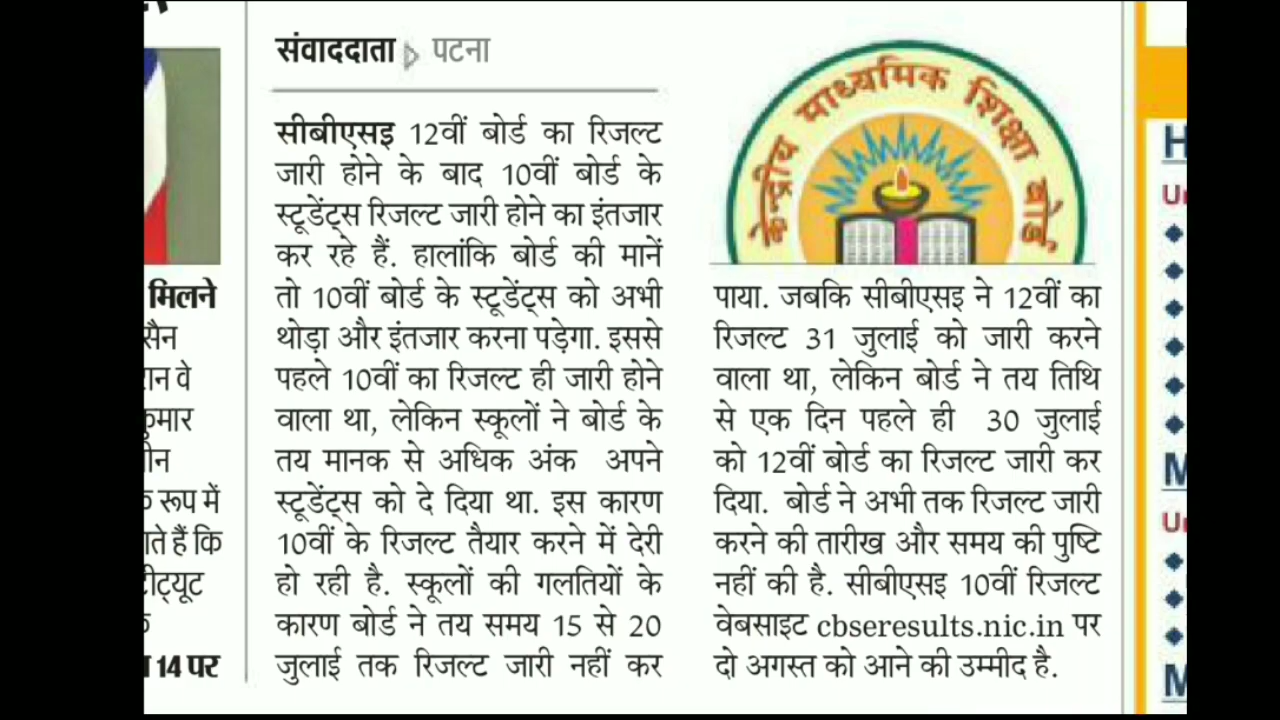 संवाददाता पटना
सीबीएसइ 12वीं बोर्ड का रिजल्ट
जारी होने के बाद 10वीं बोर्ड के
स्टूडेंट्स रिजल्ट जारी होने का इंतजार
कर रहे हैं. हालांकि बोर्ड की मानें
तो 10वीं बोर्ड के स्टूडेंट्स को अभी
थोड़ा और इंतजार करना पड़ेगा. इससे
पहले 10वीं का रिजल्ट ही जारी होने
वाला था, लेकिन स्कूलों ने बोर्ड के
तय मानक से अधिक अंक अपने
स्टूडेंट्स को दे दिया था. इस कारण
10वीं के रिजल्ट तैयार करने में देरी
हो रही है. स्कूलों की गलतियों के
कारण बोर्ड ने तय समय 15 से 20
जुलाई तक रिजल्ट जारी नहीं कर
केन्द्रीय माध्यमिक शिक्षा बोर्ड
पाया. जबकि सीबीएसइ ने 12वीं का
रिजल्ट 31 जुलाई को जारी करने
वाला था, लेकिन बोर्ड ने तय तिथि
से एक दिन पहले ही 30 जुलाई
को 12वीं बोर्ड का रिजल्ट जारी कर
दिया. बोर्ड ने अभी तक रिजल्ट जारी
करने की तारीख और समय की पुष्टि
नहीं की है. सीबीएसइ 10वीं रिजल्ट
वेबसाइट cbseresults.nic.in पर
दो अगस्त को आने की उम्मीद है.
मिलने
वे
रूप में
हैं कि
14 पर